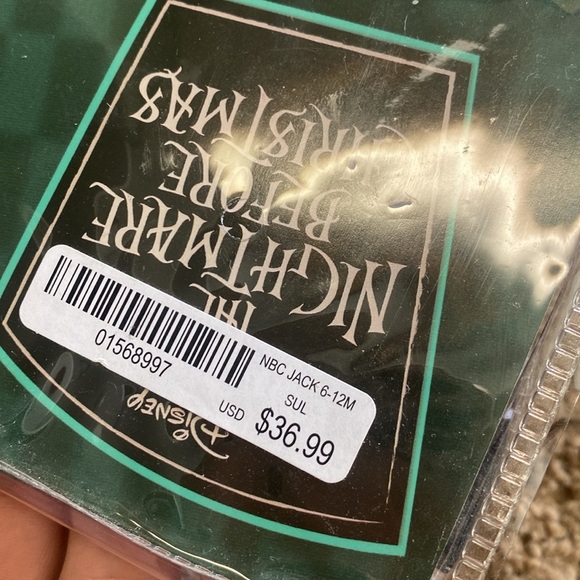 DISNEY
THE
NIGHTMARE
BEFORE
CHRISTMAS
01568997
NBC JACK 6-12M
SUL
USD $36.99